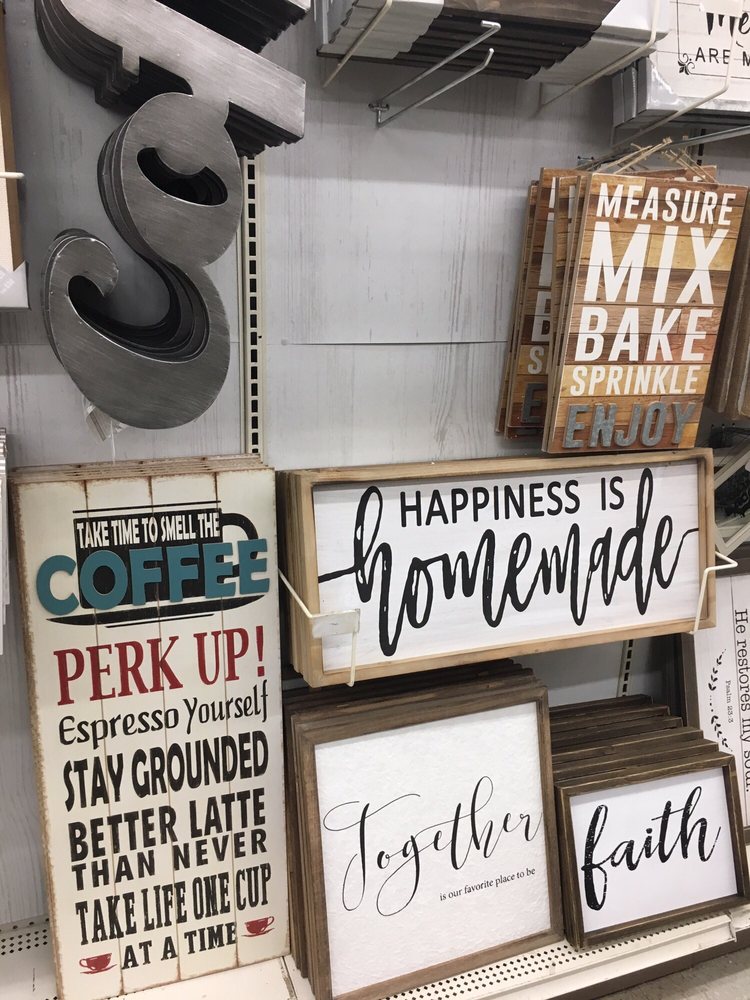 ARE M
MEASURE
MIX
BAKE
SPRINKLE
ENJOY
TAKE TIME TO SMELL THE
COFFEE
PERK UP!
Espresso Yourself
STAY GROUNDED
BETTER LATTE
THAN NEVER
TAKE LIFE ONE CUP
AT A TIME
HAPPINESS IS
homemade
Together
is our favorite place to be
faith
He restores my soul.
Psalm 23:3